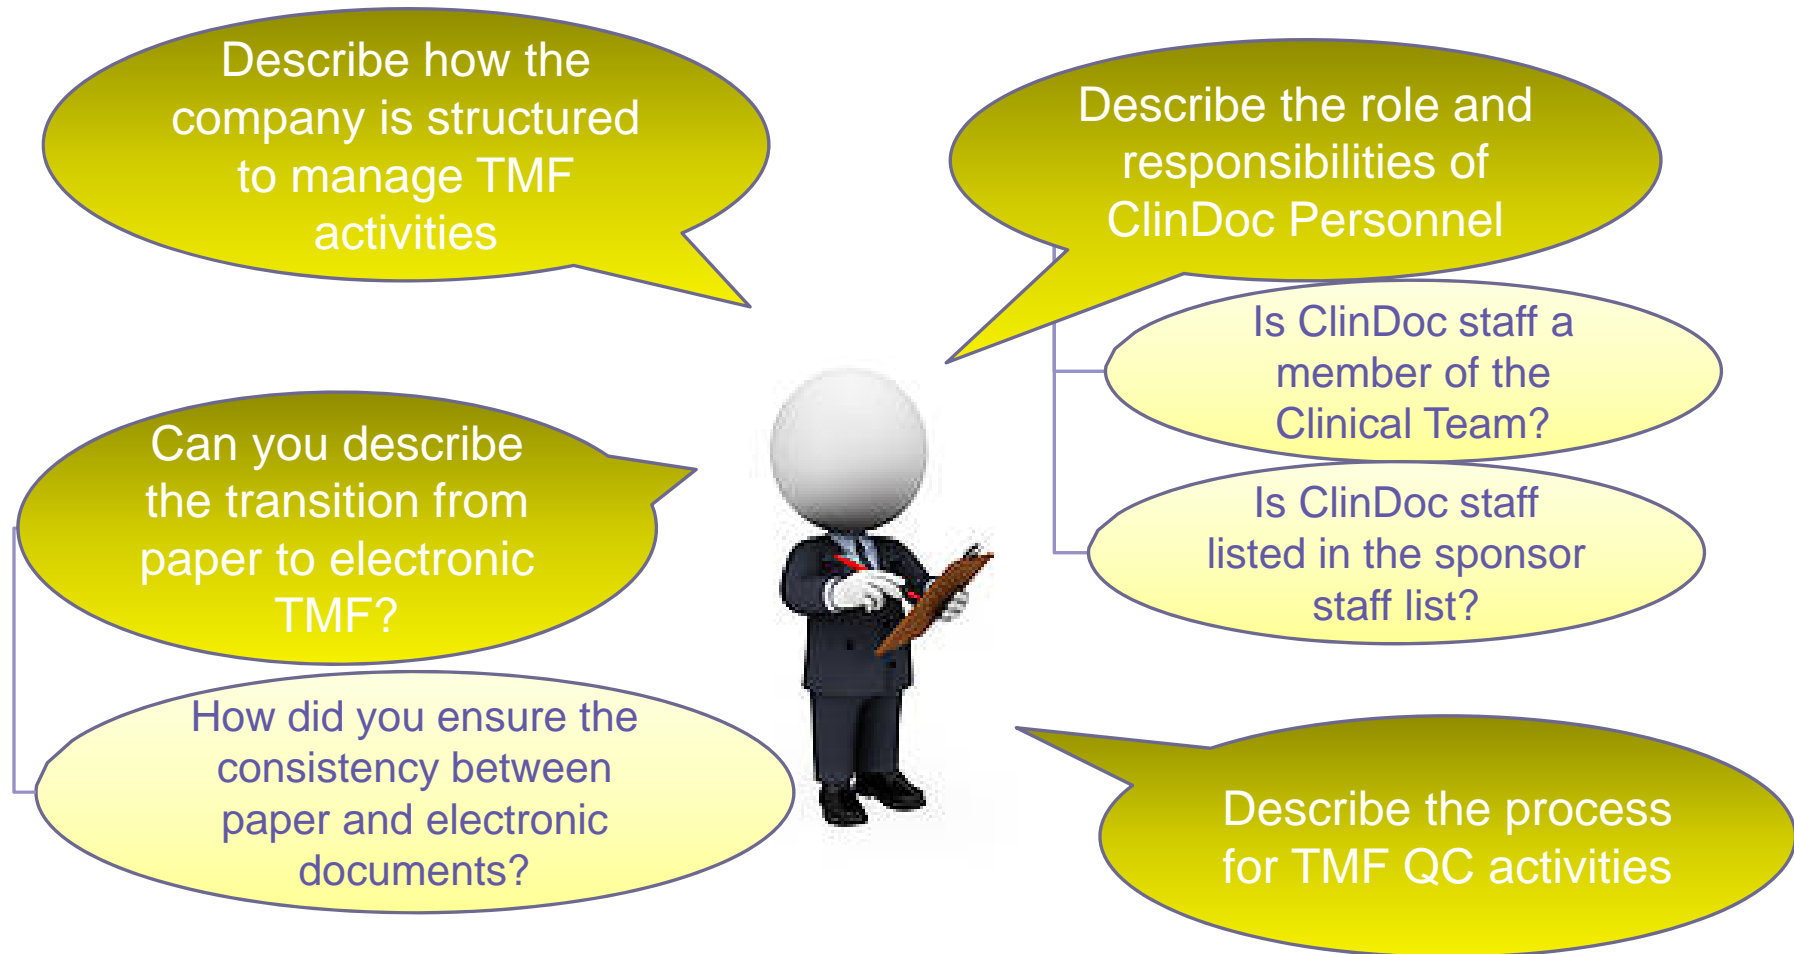 Describe how the
company is structured
to manage TMF
activities
Describe the role and
responsibilities of
ClinDoc Personnel
Is ClinDoc staff a
member of the
Clinical Team?
Is ClinDoc staff
listed in the sponsor
staff list?
Can you describe
the transition from
paper to electronic
TMF?
How did you ensure the
consistency between
paper and electronic
documents?
Describe the process
for TMF QC activities